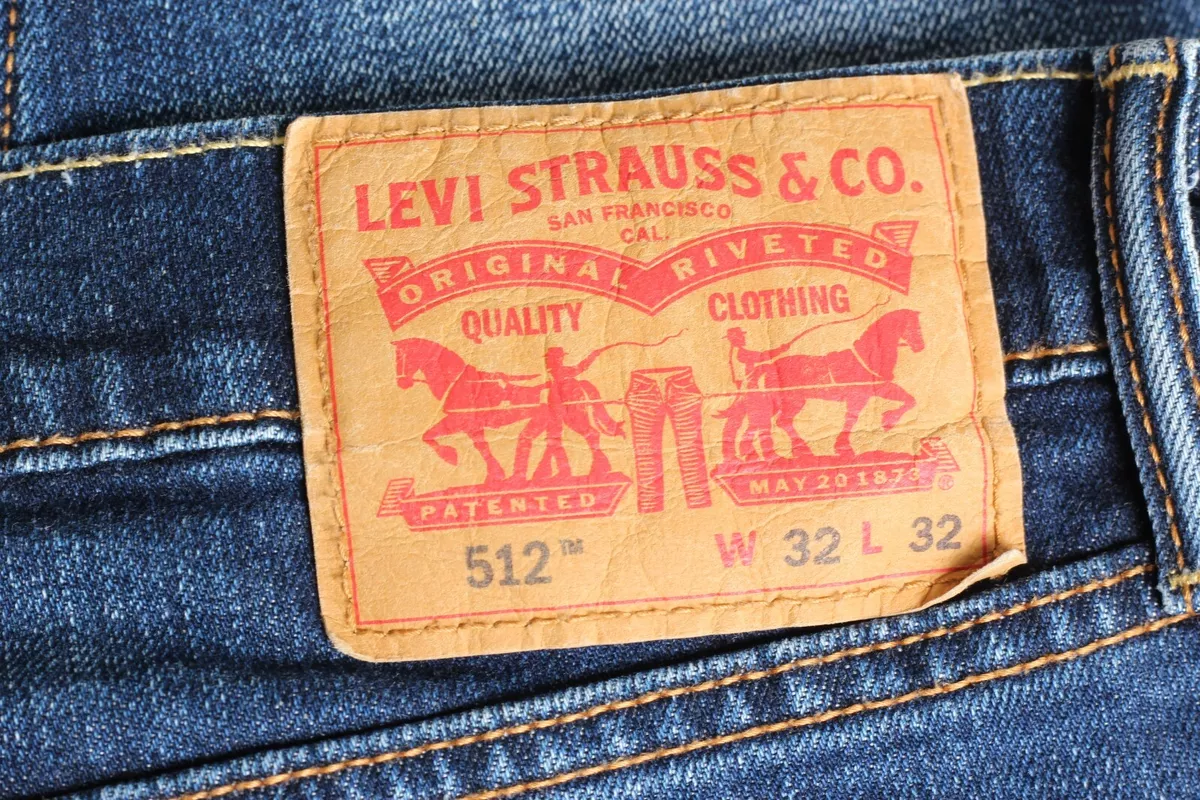 LEVI STRAUSS & CO.
SAN FRANCISCO
CAL.
ORIGINAL RIVETED
QUALITY CLOTHING
PATENTED MAY 20 1873 ®
512™ W 32 L 32